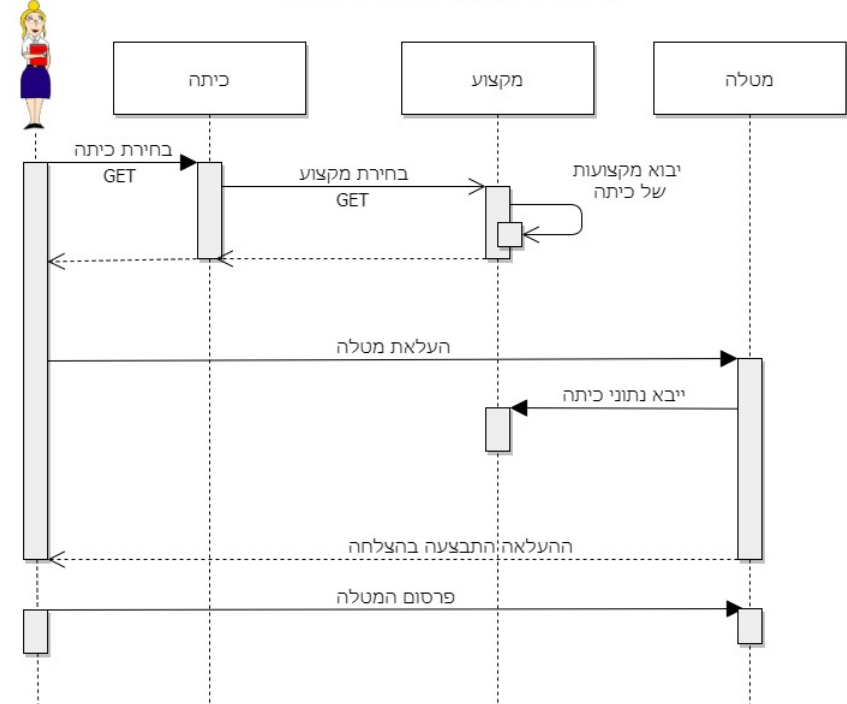 כיתה
מקצוע
מטלה
בחירת כיתה
GET
בחירת מקצוע
GET
יבוא מקצועות
של כיתה
העלאת מטלה
ייבא נתוני כיתה
ההעלאה התבצעה בהצלחה
פרסום המטלה